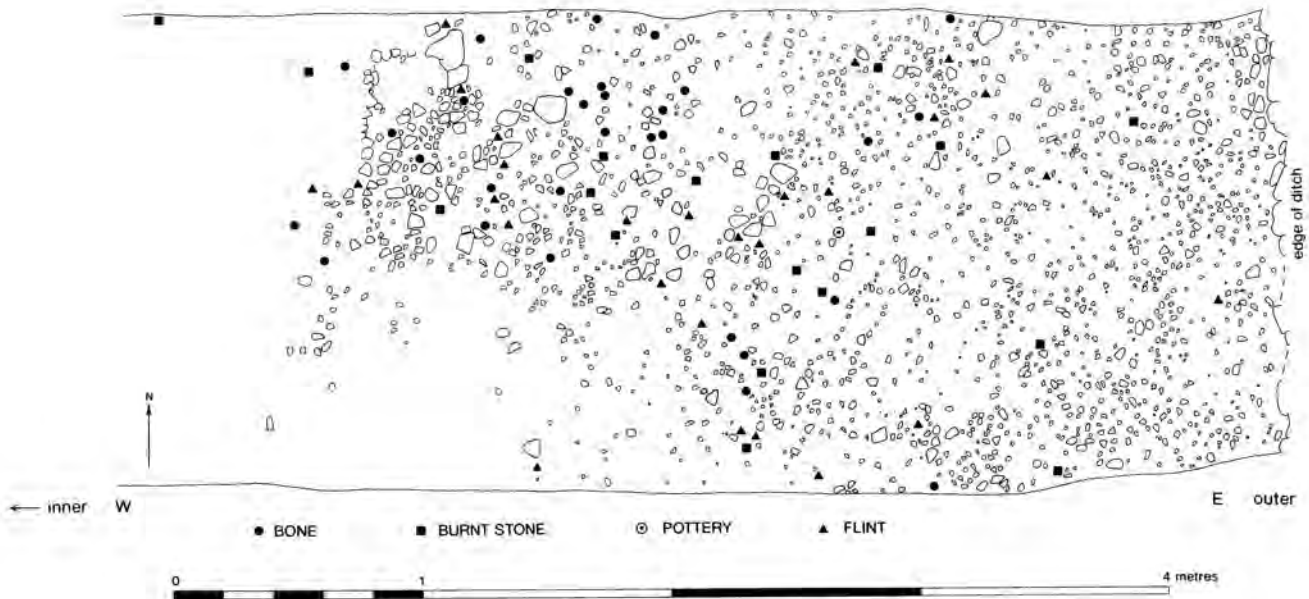 edge of ditch
N
← inner W
E outer
BONE BURNT STONE POTTERY FLINT
0 1 4 metres